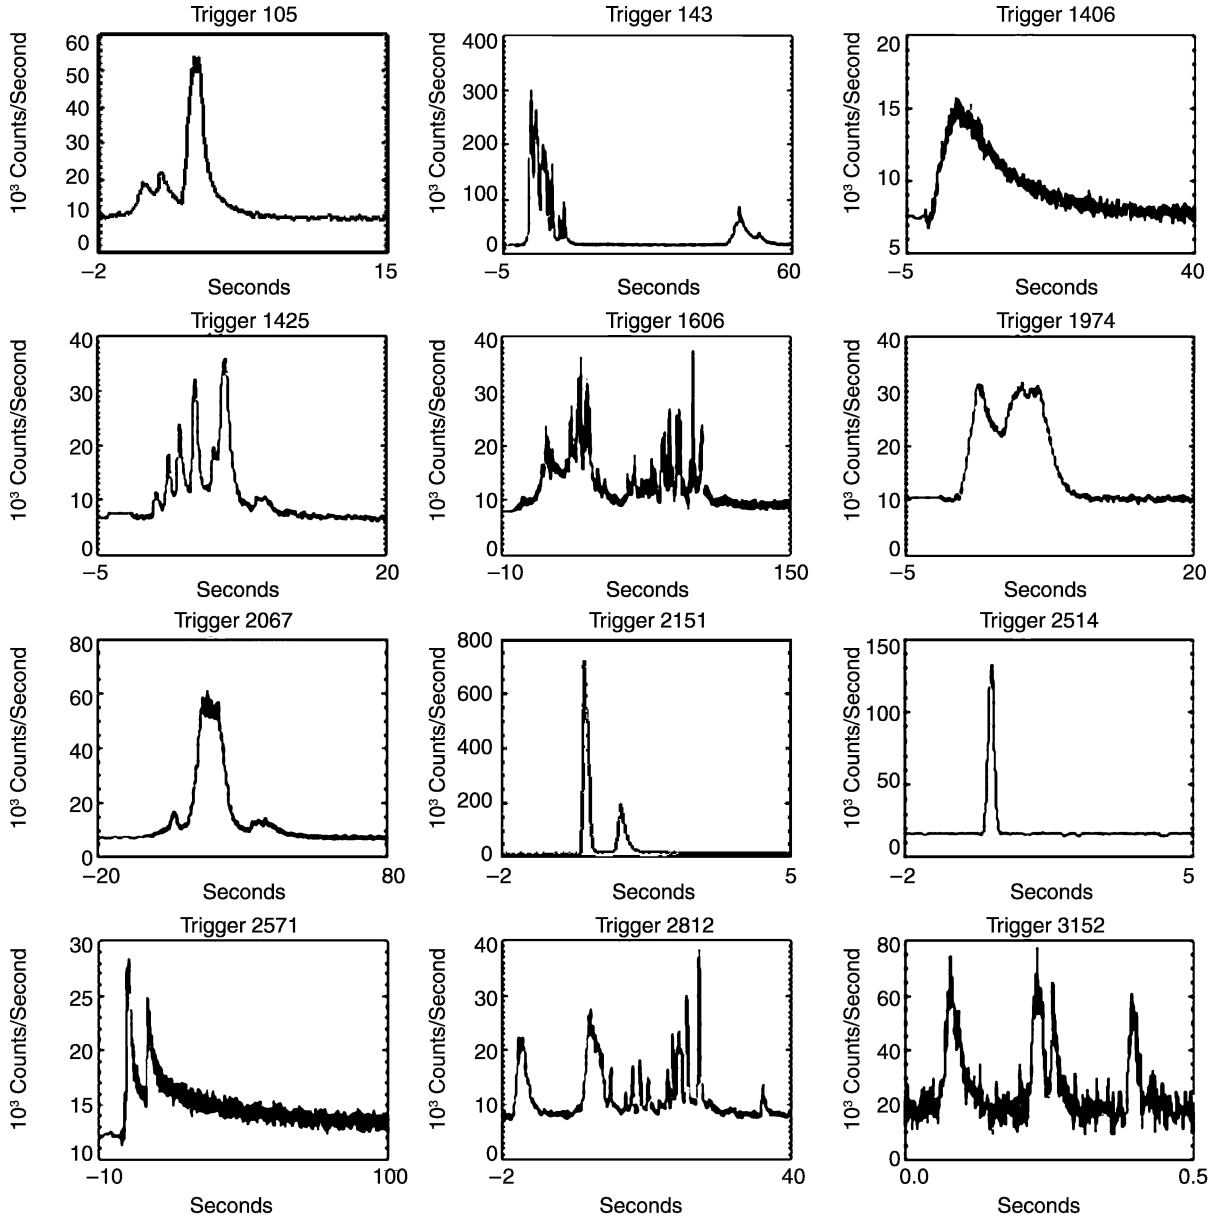 Trigger 105
10³ Counts/Second
60
50
40
30
20
10
0
−2
15
Seconds
Trigger 143
10³ Counts/Second
400
300
200
100
0
−5
60
Seconds
Trigger 1406
10³ Counts/Second
20
15
10
5
−5
40
Seconds
Trigger 1425
10³ Counts/Second
40
30
20
10
0
−5
20
Seconds
Trigger 1606
10³ Counts/Second
40
30
20
10
0
−10
150
Seconds
Trigger 1974
10³ Counts/Second
40
30
20
10
0
−5
20
Seconds
Trigger 2067
10³ Counts/Second
80
60
40
20
0
−20
80
Seconds
Trigger 2151
10³ Counts/Second
800
600
400
200
0
−2
5
Seconds
Trigger 2514
10³ Counts/Second
150
100
50
0
−2
5
Seconds
Trigger 2571
10³ Counts/Second
30
25
20
15
10
−10
100
Seconds
Trigger 2812
10³ Counts/Second
40
30
20
10
0
−2
40
Seconds
Trigger 3152
10³ Counts/Second
80
60
40
20
0
0.0
0.5
Seconds